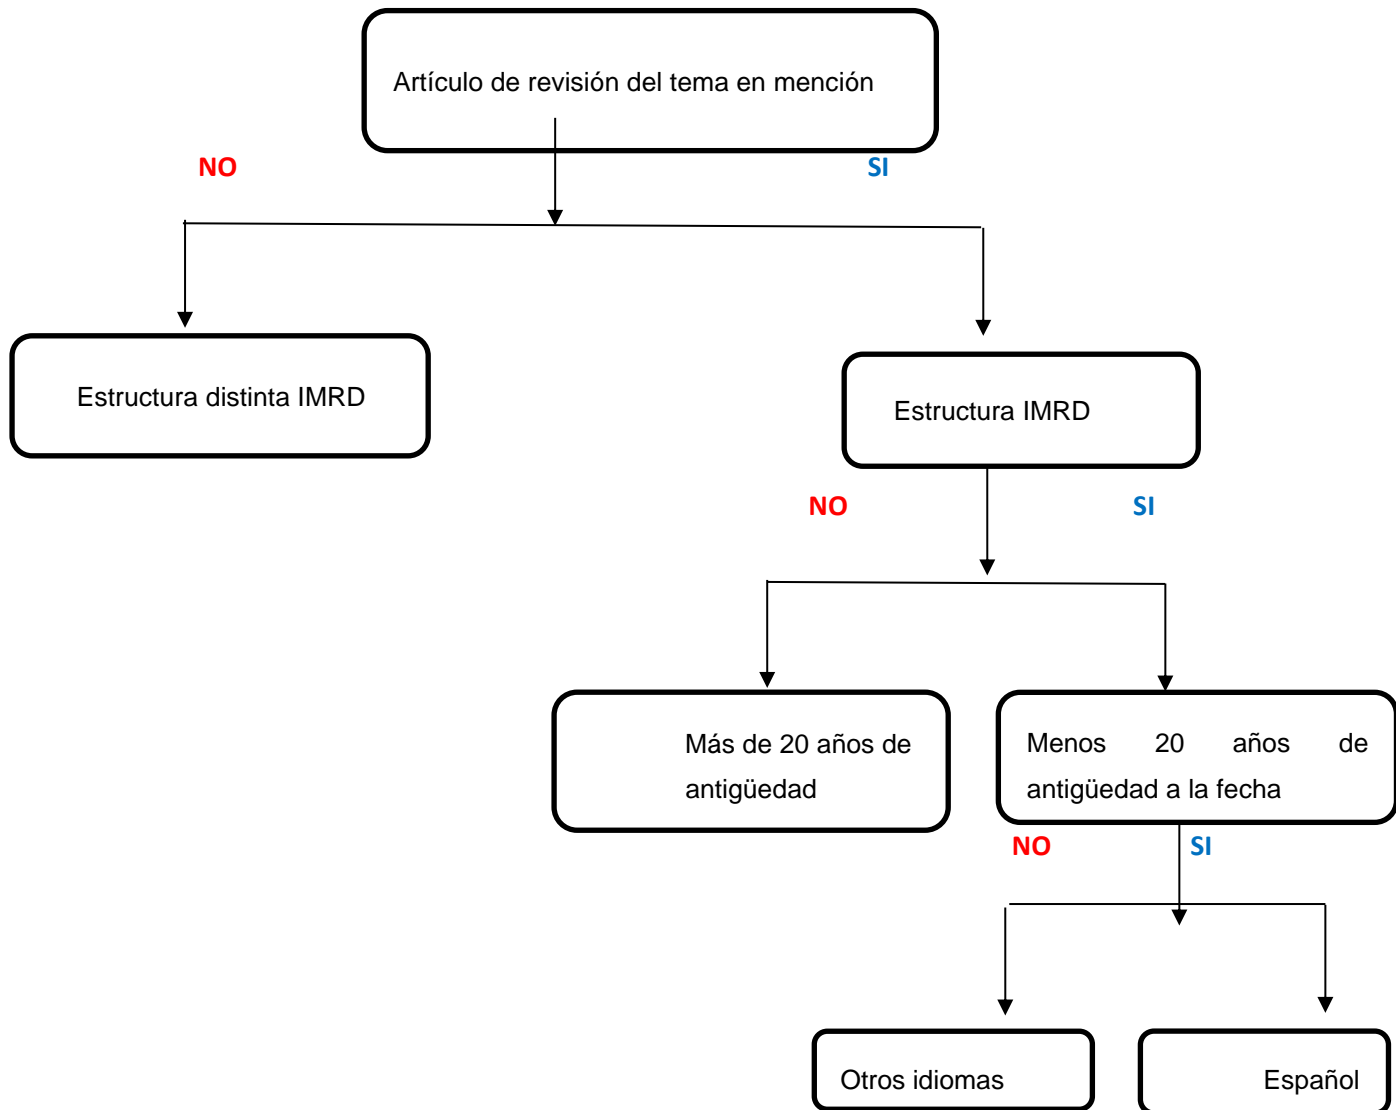 Artículo de revisión del tema en mención
NO
SI
Estructura distinta IMRD
Estructura IMRD
NO
SI
Más de 20 años de
antigüedad
Menos 20 años de
antigüedad a la fecha
NO
SI
Otros idiomas
Español